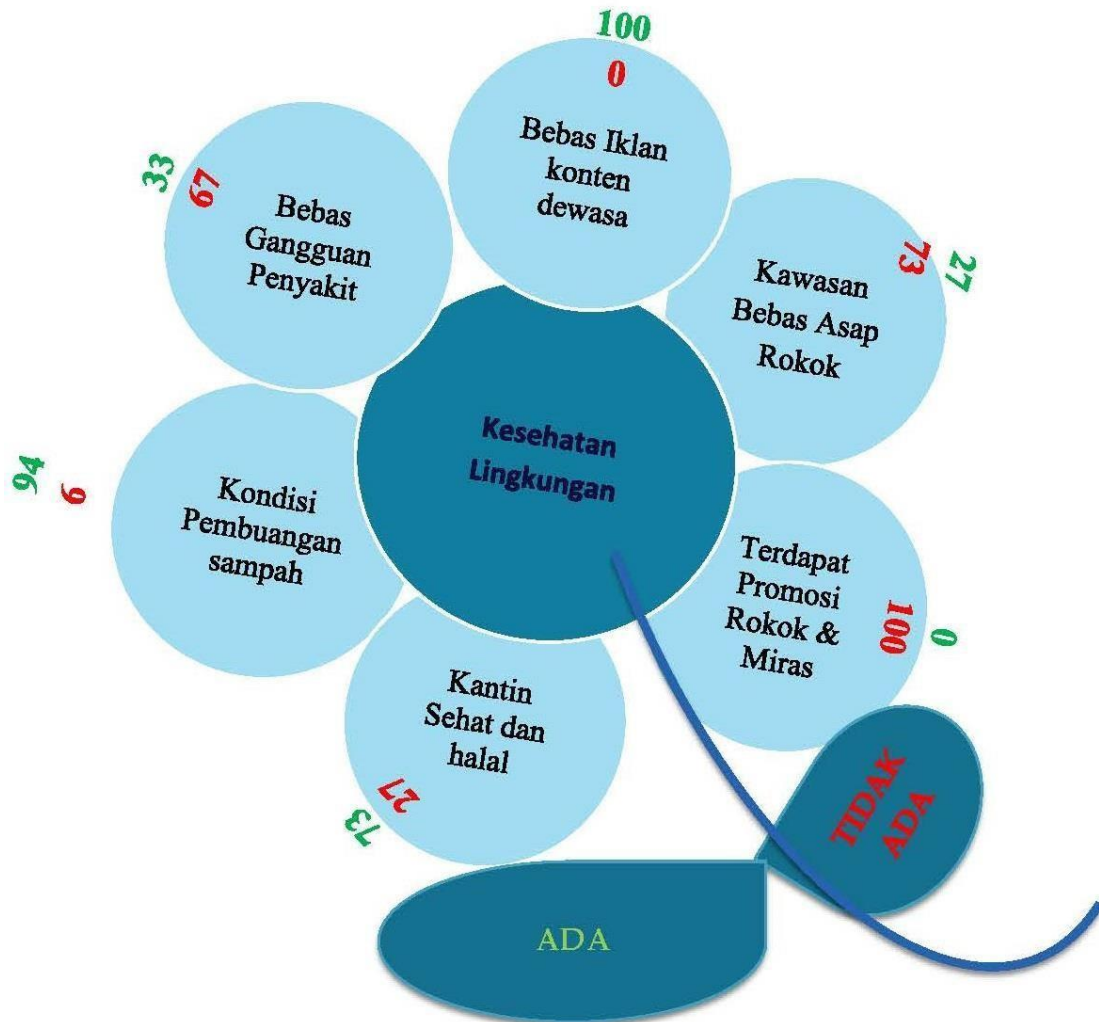 100
0
Bebas Iklan
konten
dewasa
27
73
Kawasan
Bebas Asap
Rokok
0
100
Terdapat
Promosi
Rokok &
Miras
73
27
Kantin
Sehat dan
halal
94
6
Kondisi
Pembuangan
sampah
33
67
Bebas
Gangguan
Penyakit
Kesehatan
Lingkungan
TIDAK
ADA
ADA